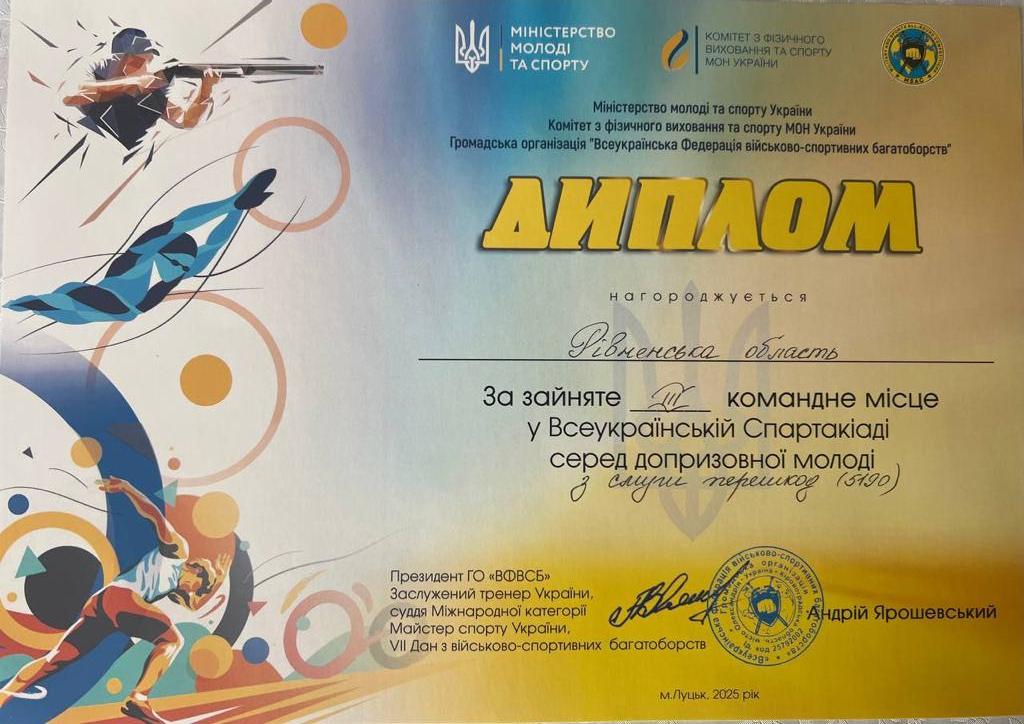 МІНІСТЕРСТВО
МОЛОДІ
ТА СПОРТУ
КОМІТЕТ З ФІЗИЧНОГО
ВИХОВАННЯ ТА СПОРТУ
МОН УКРАЇНИ
Міністерство молоді та спорту України
Комітет з фізичного виховання та спорту МОН України
Громадська організація "Всеукраїнська Федерація військово-спортивних багатоборств"
ДИПЛОМ
нагороджується
Рівненська область
За зайняте III командне місце
у Всеукраїнській Спартакіаді
серед допризовної молоді
з смуги перешкод (5190)
Президент ГО «ВФВСБ»
Заслужений тренер України,
суддя Міжнародної категорії
Майстер спорту України,
VII Дан з військово-спортивних багатоборств
Андрій Ярошевський
м.Луцьк, 2025 рік